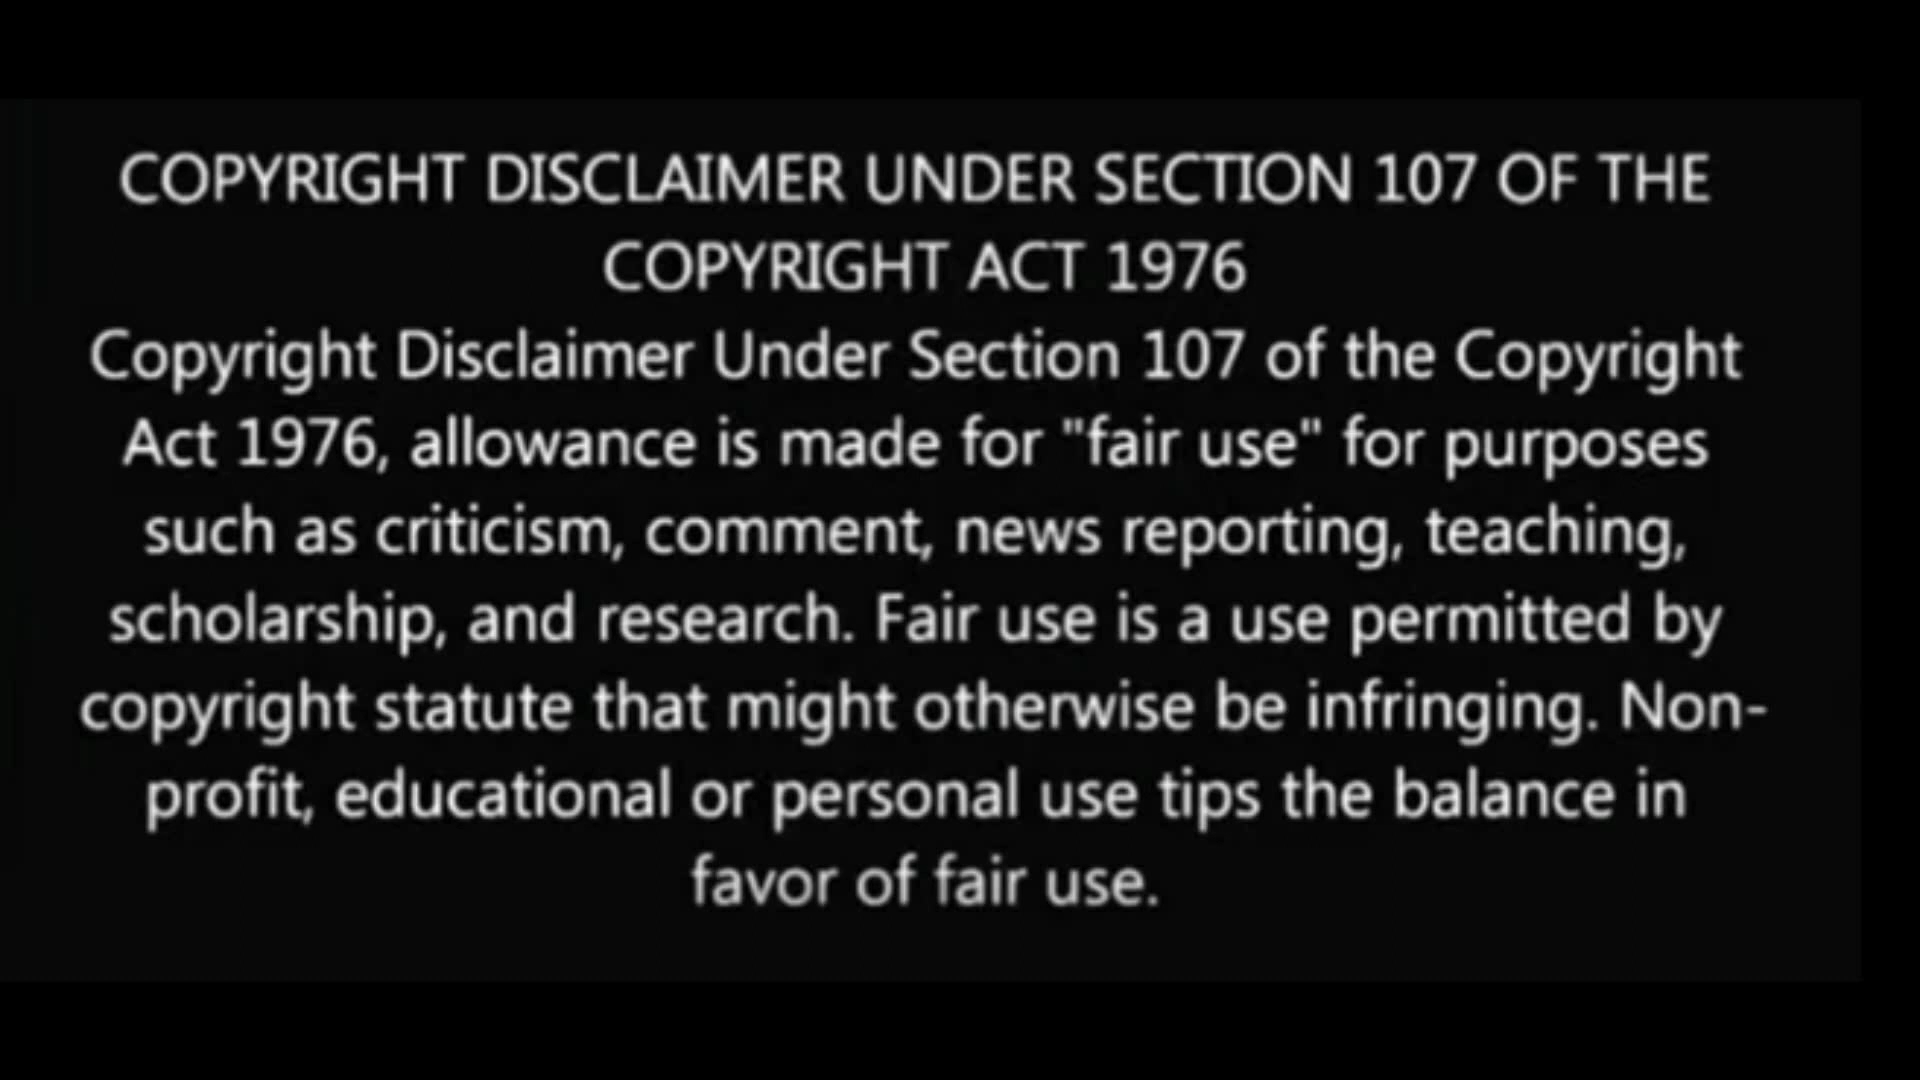 COPYRIGHT DISCLAIMER UNDER SECTION 107 OF THE
COPYRIGHT ACT 1976
Copyright Disclaimer Under Section 107 of the Copyright
Act 1976, allowance is made for "fair use" for purposes
such as criticism, comment, news reporting, teaching,
scholarship, and research. Fair use is a use permitted by
copyright statute that might otherwise be infringing. Non-
profit, educational or personal use tips the balance in
favor of fair use.